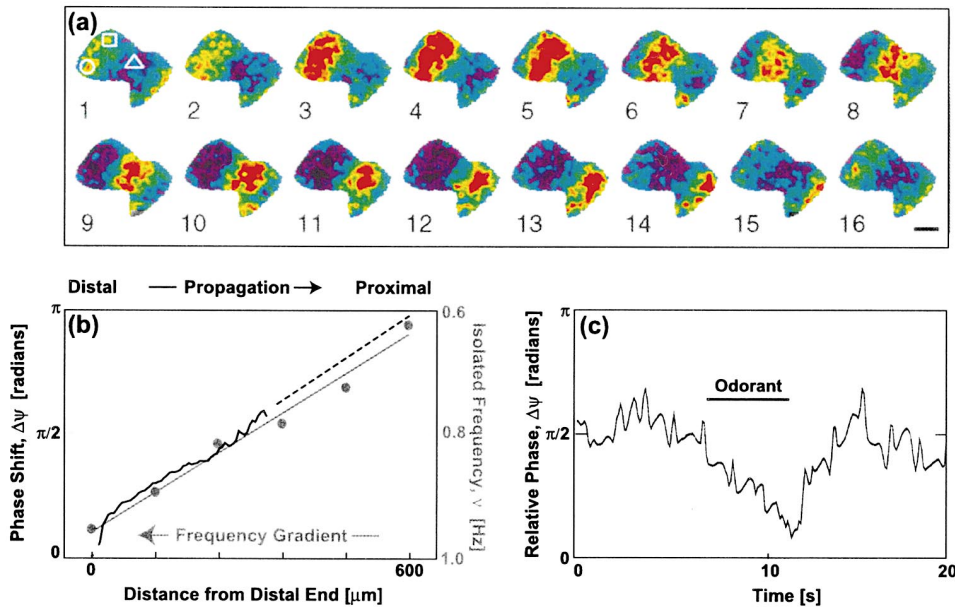 (a)
1 2 3 4 5 6 7 8
9 10 11 12 13 14 15 16
Distal Propagation Proximal
(b)
π
π/2
0
Phase Shift, Δψ [radians]
0.6
0.8
1.0
Isolated Frequency, ν [Hz]
Frequency Gradient
0 600
Distance from Distal End [μm]
(c)
π
π/2
0
Relative Phase, Δψ [radians]
Odorant
0 10 20
Time [s]